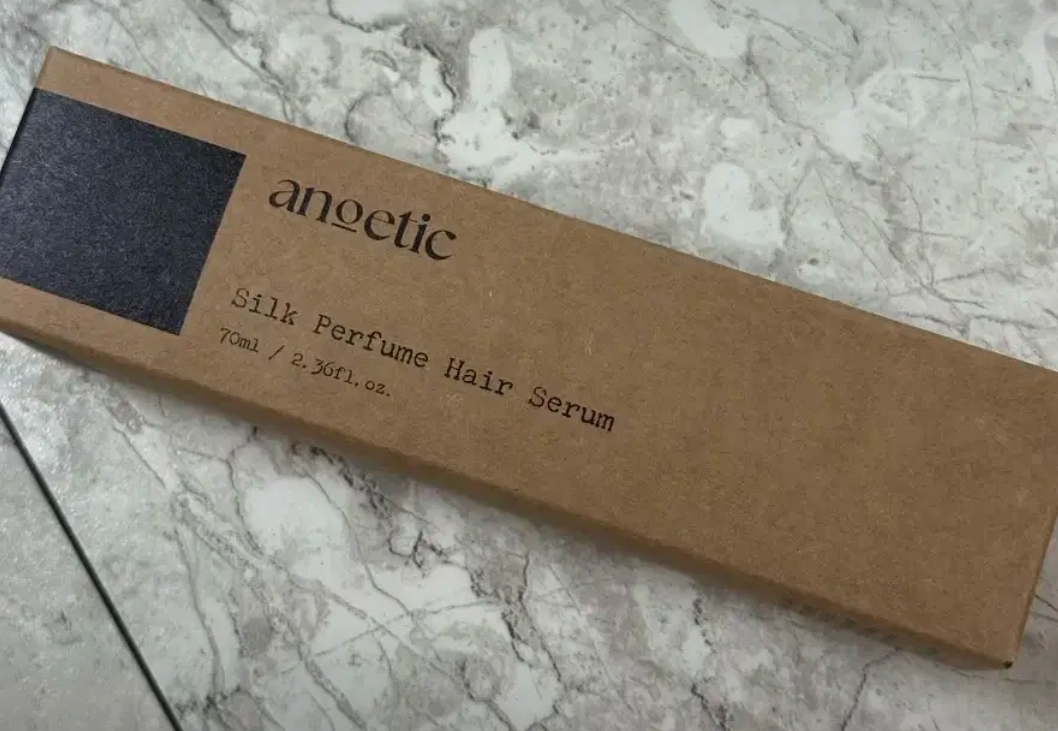 anoetic
Silk Perfume Hair Serum
70ml / 2.36fl.oz.